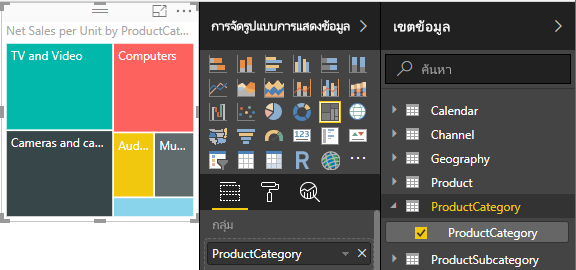 Net Sales per Unit by ProductCat...
TV and Video
Computers
Cameras and ca...
Aud...
Mu...
การจัดรูปแบบการแสดงข้อมูล
123
R
กลุ่ม
ProductCategory
เขตข้อมูล
ค้นหา
Calendar
Channel
Geography
Product
ProductCategory
ProductCategory
ProductSubcategory